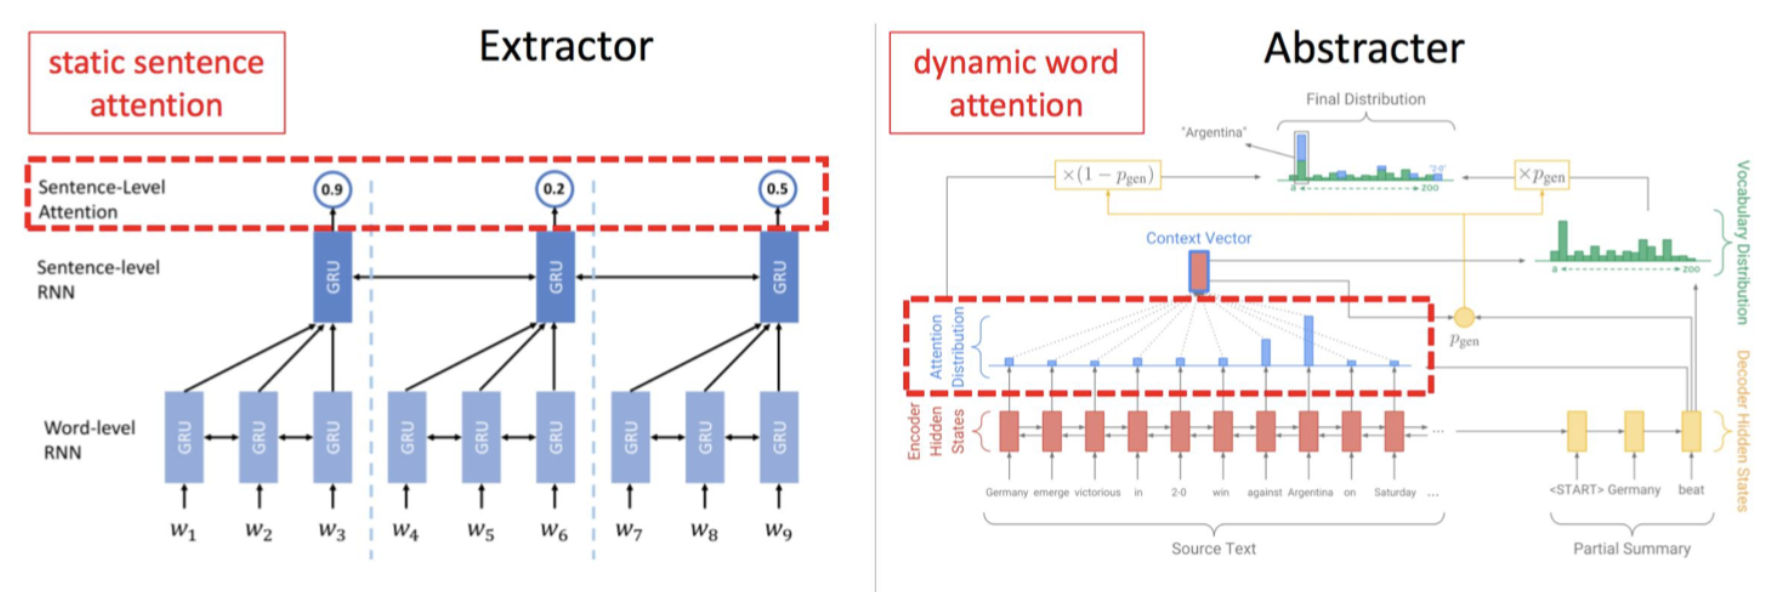 static sentence
attention
Extractor
Sentence-Level
Attention
0.9
0.2
0.5
Sentence-level
RNN
GRU
GRU
GRU
Word-level
RNN
GRU
GRU
GRU
GRU
GRU
GRU
GRU
GRU
GRU
w1
w2
w3
w4
w5
w6
w7
w8
w9
dynamic word
attention
Abstracter
Final Distribution
"Argentina"
×(1 − pgen)
"2-0"
×pgen
a
zoo
Context Vector
a
zoo
Vocabulary Distribution
Attention
Distribution
pgen
Encoder
Hidden
States
...
Decoder Hidden States
Germany emerge victorious in 2-0 win against Argentina on Saturday ...
<START> Germany beat
Source Text
Partial Summary